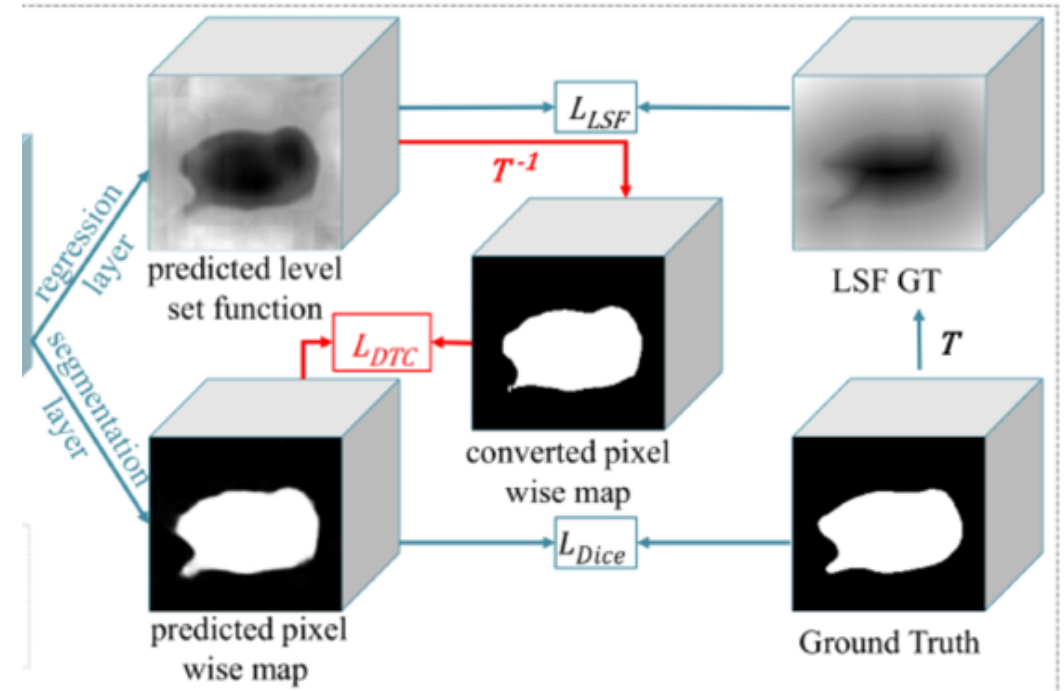 L_LSF
T⁻¹
regression
layer
predicted level
set function
LSF GT
L_DTC
T
segmentation
layer
converted pixel
wise map
L_Dice
predicted pixel
wise map
Ground Truth